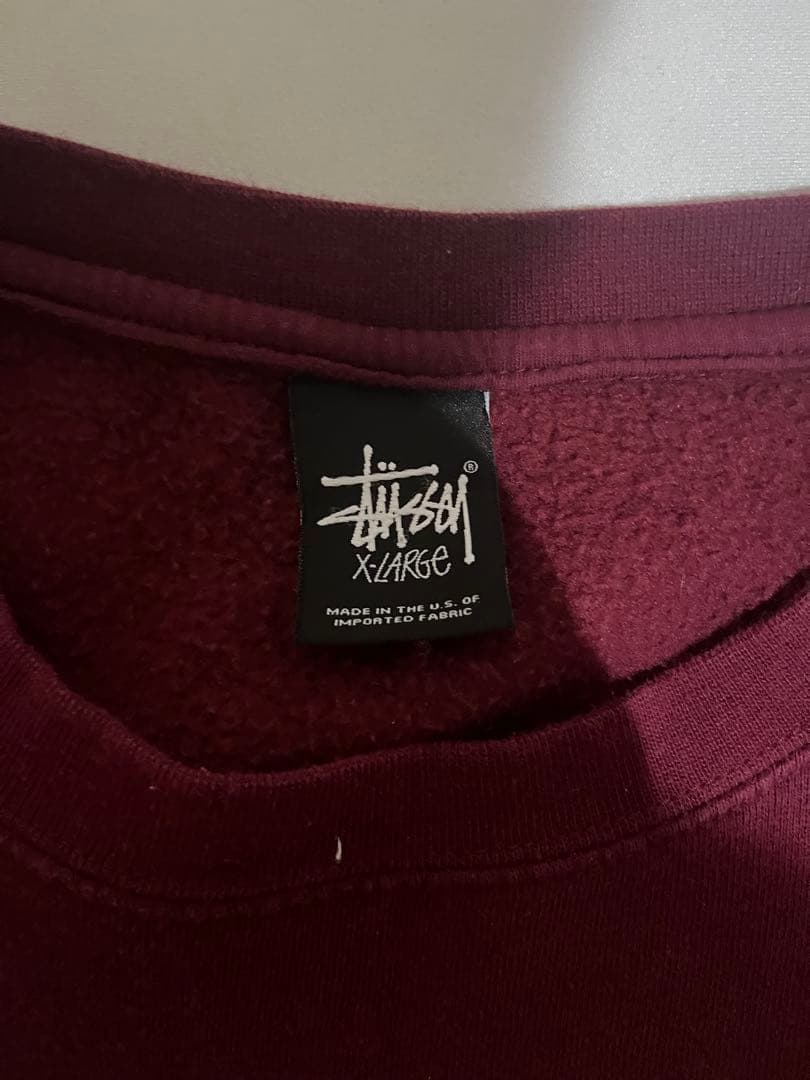 Stüssy ®
X-LARGE
MADE IN THE U.S. OF
IMPORTED FABRIC